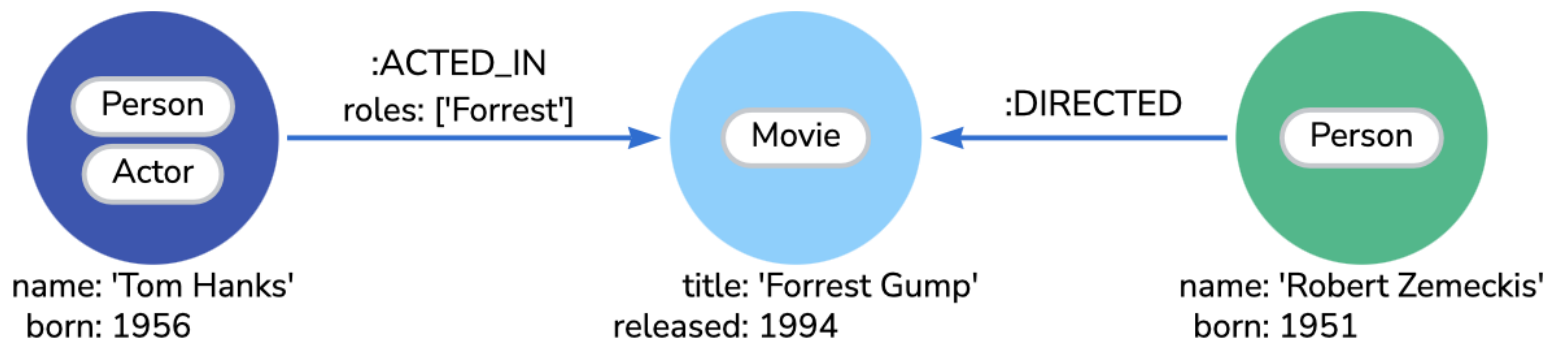 Person
Actor
name: 'Tom Hanks'
born: 1956
:ACTED_IN
roles: ['Forrest']
Movie
title: 'Forrest Gump'
released: 1994
:DIRECTED
Person
name: 'Robert Zemeckis'
born: 1951